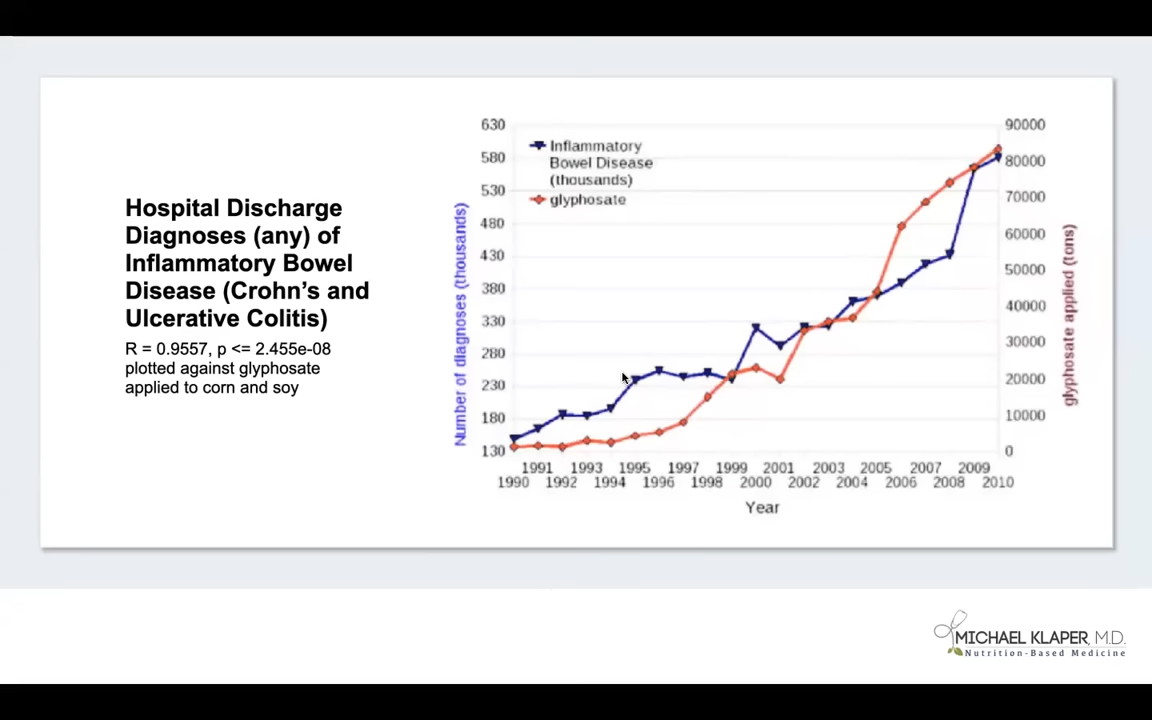 Hospital Discharge
Diagnoses (any) of
Inflammatory Bowel
Disease (Crohn’s and
Ulcerative Colitis)
R = 0.9557, p <= 2.455e-08
plotted against glyphosate
applied to corn and soy
Number of diagnoses (thousands)
630
580
530
480
430
380
330
280
230
180
130
Inflammatory
Bowel Disease
(thousands)
glyphosate
90000
80000
70000
60000
50000
40000
30000
20000
10000
0
glyphosate applied (tons)
1991 1993 1995 1997 1999 2001 2003 2005 2007 2009
1990 1992 1994 1996 1998 2000 2002 2004 2006 2008 2010
Year
MICHAEL KLAPER, M.D.
Nutrition-Based Medicine